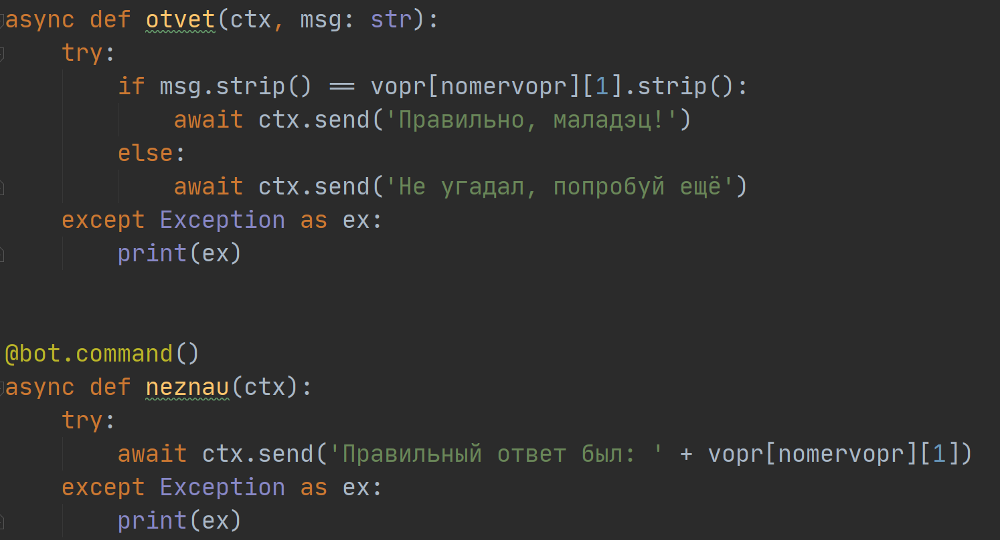 async def otvet(ctx, msg: str):
    try:
        if msg.strip() == vopr[nomervopr][1].strip():
            await ctx.send('Правильно, маладэц!')
        else:
            await ctx.send('Не угадал, попробуй ещё')
    except Exception as ex:
        print(ex)
@bot.command()
async def neznau(ctx):
    try:
        await ctx.send('Правильный ответ был: ' + vopr[nomervopr][1])
    except Exception as ex:
        print(ex)